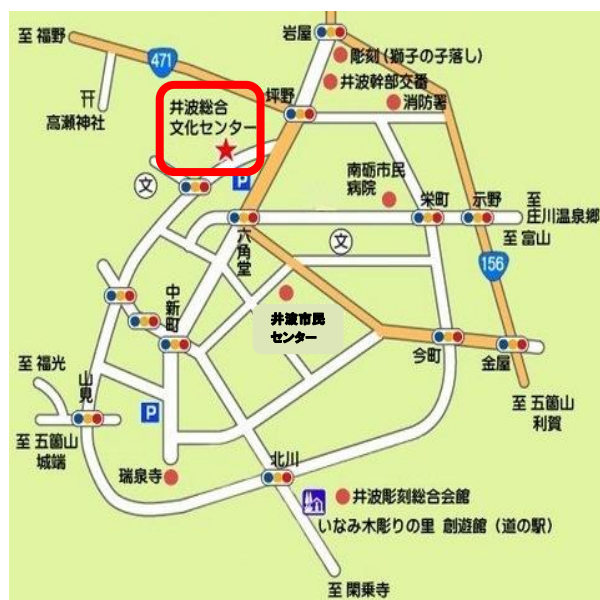 至 福野
471
岩屋
彫刻(獅子の子落し)
井波幹部交番
消防署
坪野
高瀬神社
井波総合
文化センター
P
文
南砺市民
病院
栄町
示野
至
庄川温泉郷
至 富山
156
六角堂
文
中新町
井波市民
センター
今町
金屋
至 五箇山
利賀
至 福光
山見
至 五箇山
城端
P
瑞泉寺
北川
井波彫刻総合会館
いなみ木彫りの里 創遊館(道の駅)
至 閑乗寺